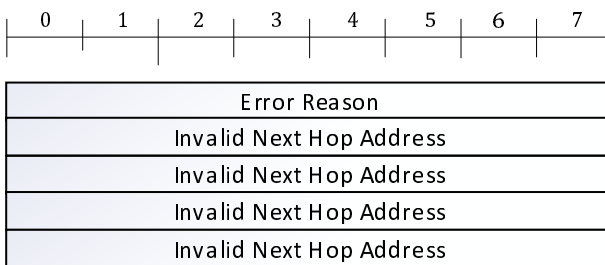 0 1 2 3 4 5 6 7
Error Reason
Invalid Next Hop Address
Invalid Next Hop Address
Invalid Next Hop Address
Invalid Next Hop Address